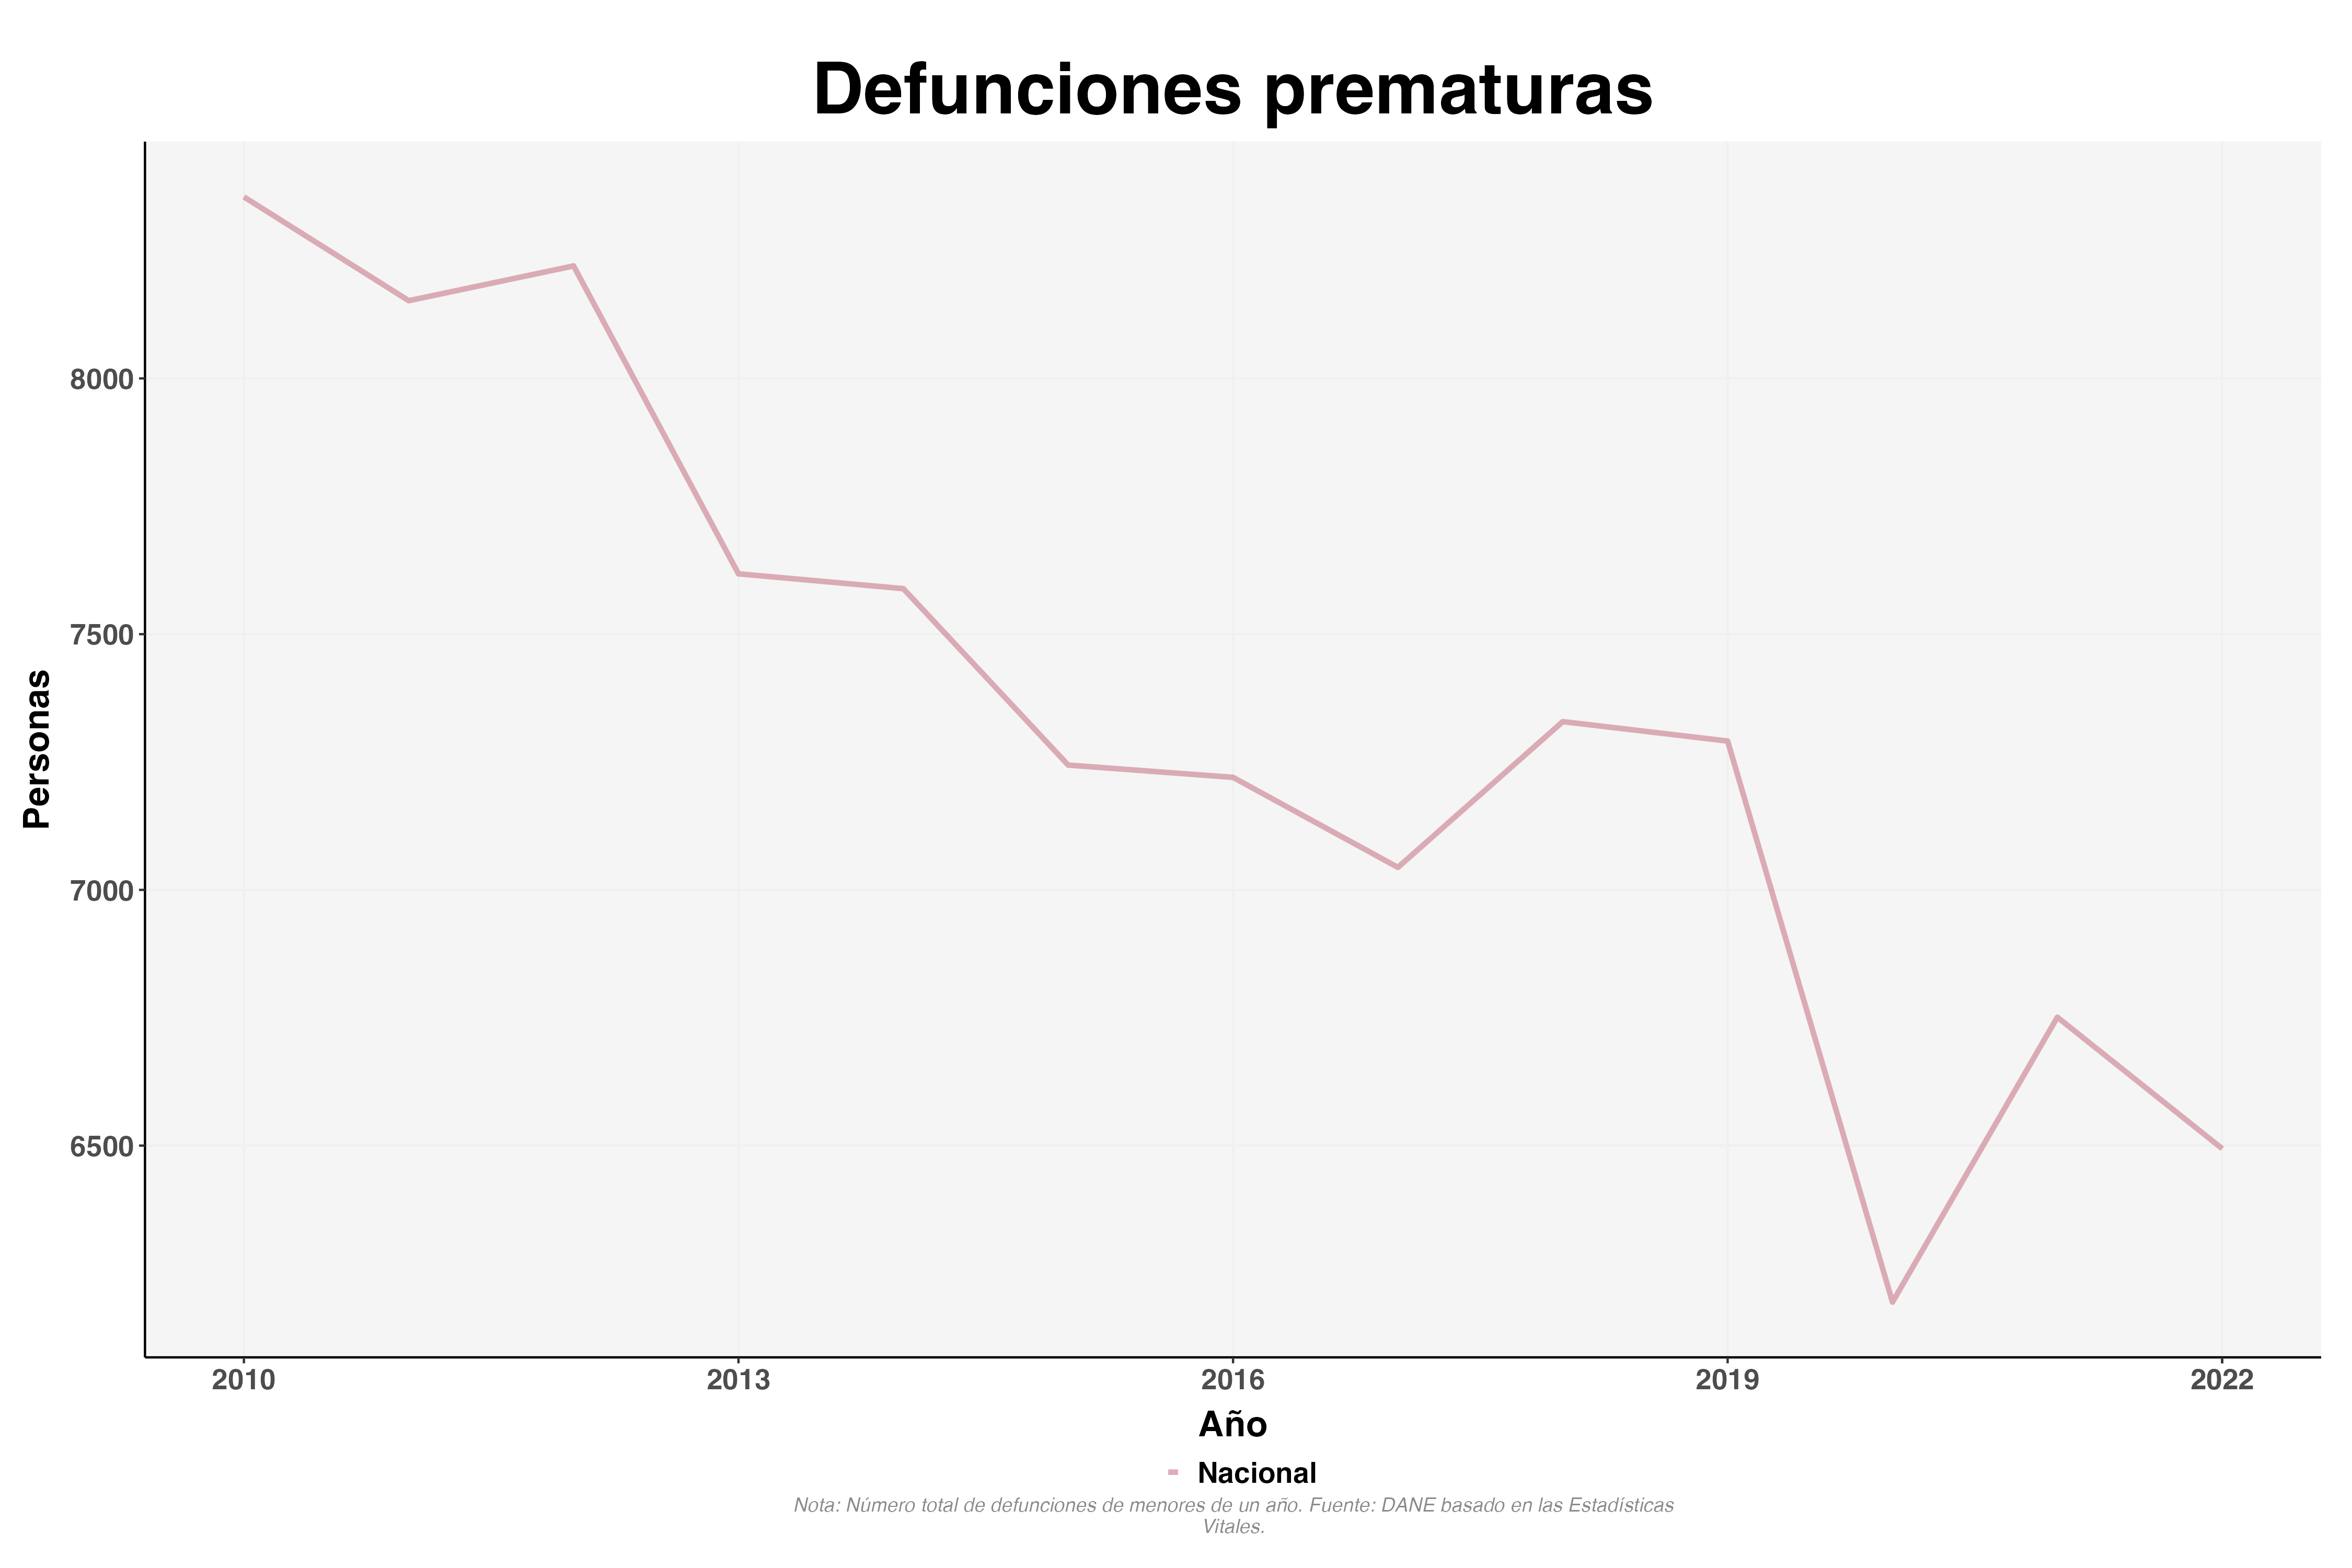 Defunciones prematuras
Personas
8000
7500
7000
6500
2010
2013
2016
2019
2022
Año
Nacional
Nota: Número total de defunciones de menores de un año. Fuente: DANE basado en las Estadísticas
Vitales.